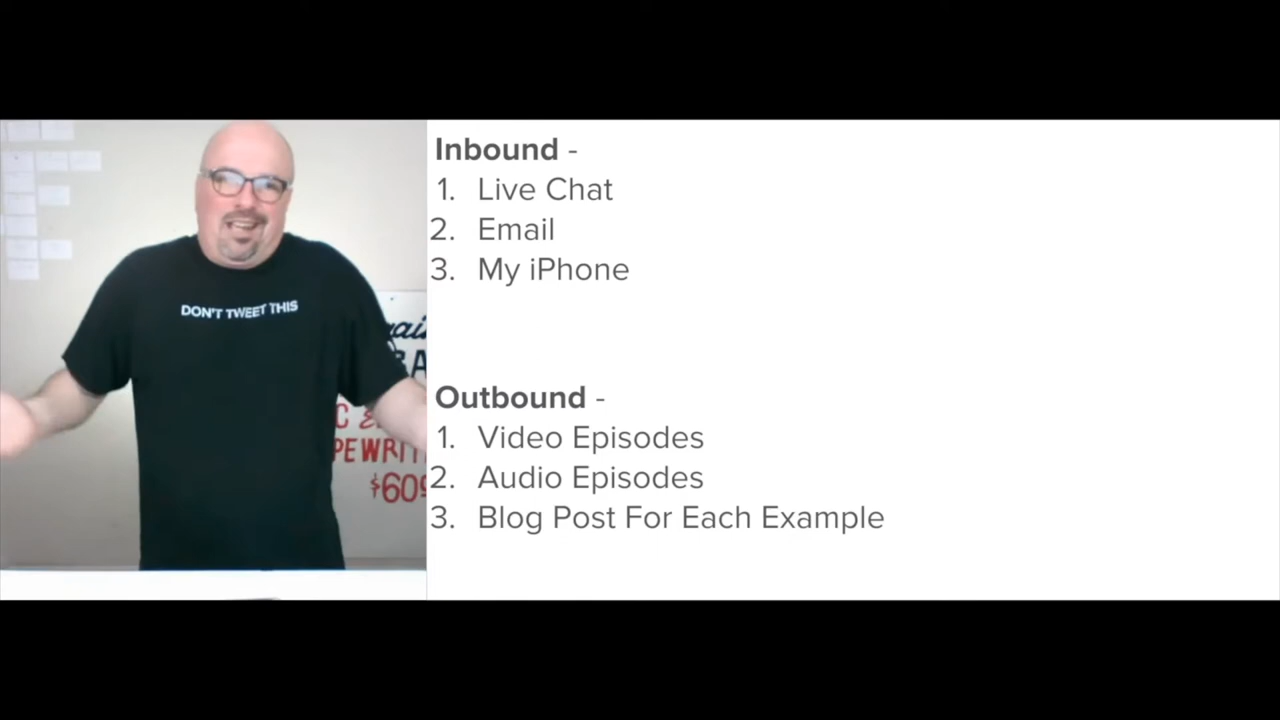 Inbound -
1. Live Chat
2. Email
3. My iPhone
Outbound -
1. Video Episodes
2. Audio Episodes
3. Blog Post For Each Example
DON'T TWEET THIS
$60